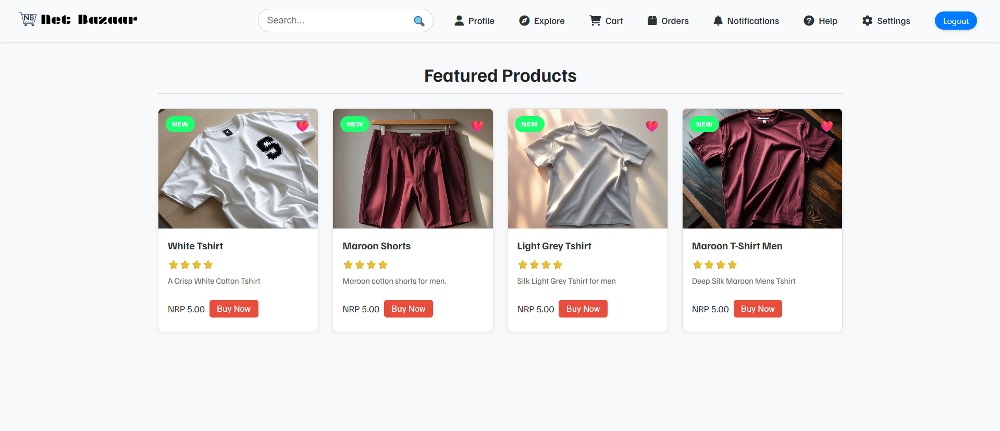 NB Net Bazaar
Search...
Profile
Explore
Cart
Orders
Notifications
Help
Settings
Logout
Featured Products
NEW
S
White Tshirt
A Crisp White Cotton Tshirt
NRP 5.00
Buy Now
NEW
Maroon Shorts
Maroon cotton shorts for men.
NRP 5.00
Buy Now
NEW
Light Grey Tshirt
Silk Light Grey Tshirt for men
NRP 5.00
Buy Now
NEW
Maroon T-Shirt Men
Deep Silk Maroon Mens Tshirt
NRP 5.00
Buy Now